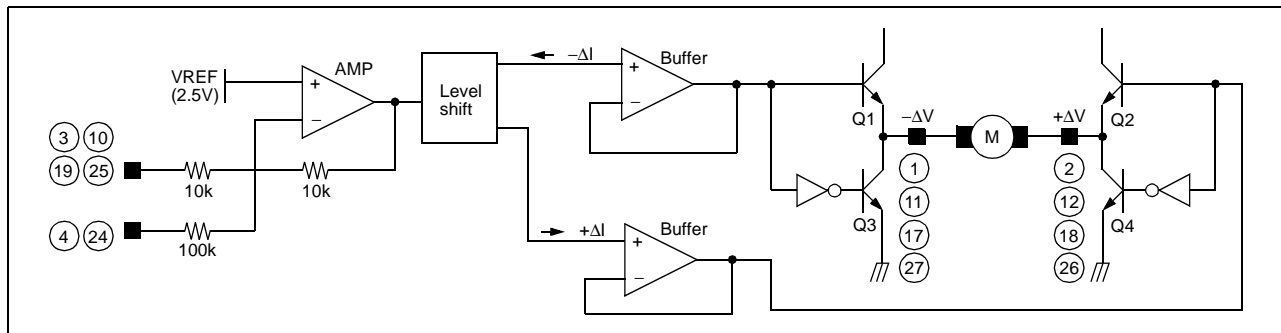 VREF
(2.5V)
AMP
+
−
3 10
19 25
10k
10k
4 24
100k
Level
shift
−ΔI
+
−
Buffer
+ΔI
+
−
Buffer
Q1
Q3
−ΔV
1
11
17
27
M
+ΔV
2
12
18
26
Q2
Q4